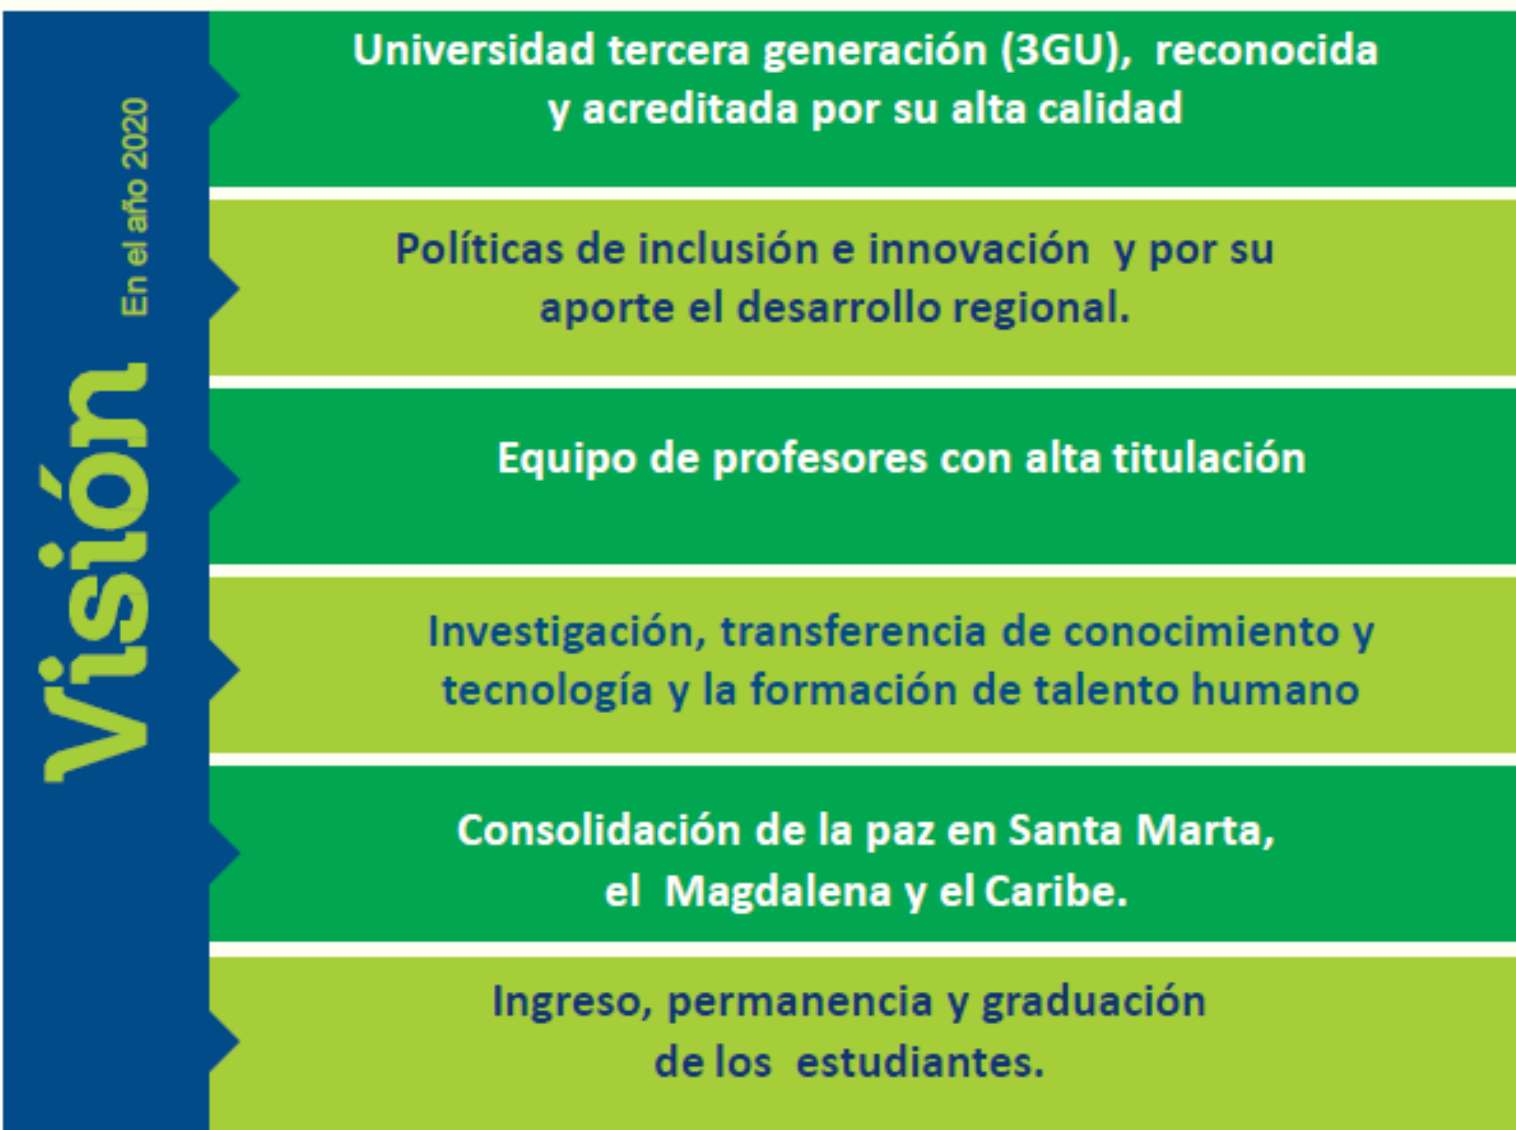 Visión En el año 2020
Universidad tercera generación (3GU), reconocida
y acreditada por su alta calidad
Políticas de inclusión e innovación y por su
aporte el desarrollo regional.
Equipo de profesores con alta titulación
Investigación, transferencia de conocimiento y
tecnología y la formación de talento humano
Consolidación de la paz en Santa Marta,
el Magdalena y el Caribe.
Ingreso, permanencia y graduación
de los estudiantes.